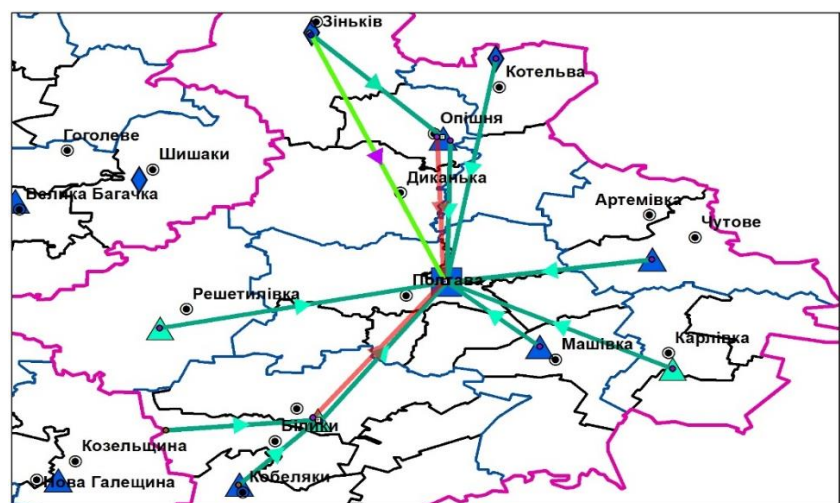 Зіньків
Котельва
Опішня
Гоголеве
Шишаки
Диканька
Велика Багачка
Артемівка
Чутове
Полтава
Решетилівка
Машівка
Карлівка
Білики
Козельщина
Нова Галещина
Кобеляки